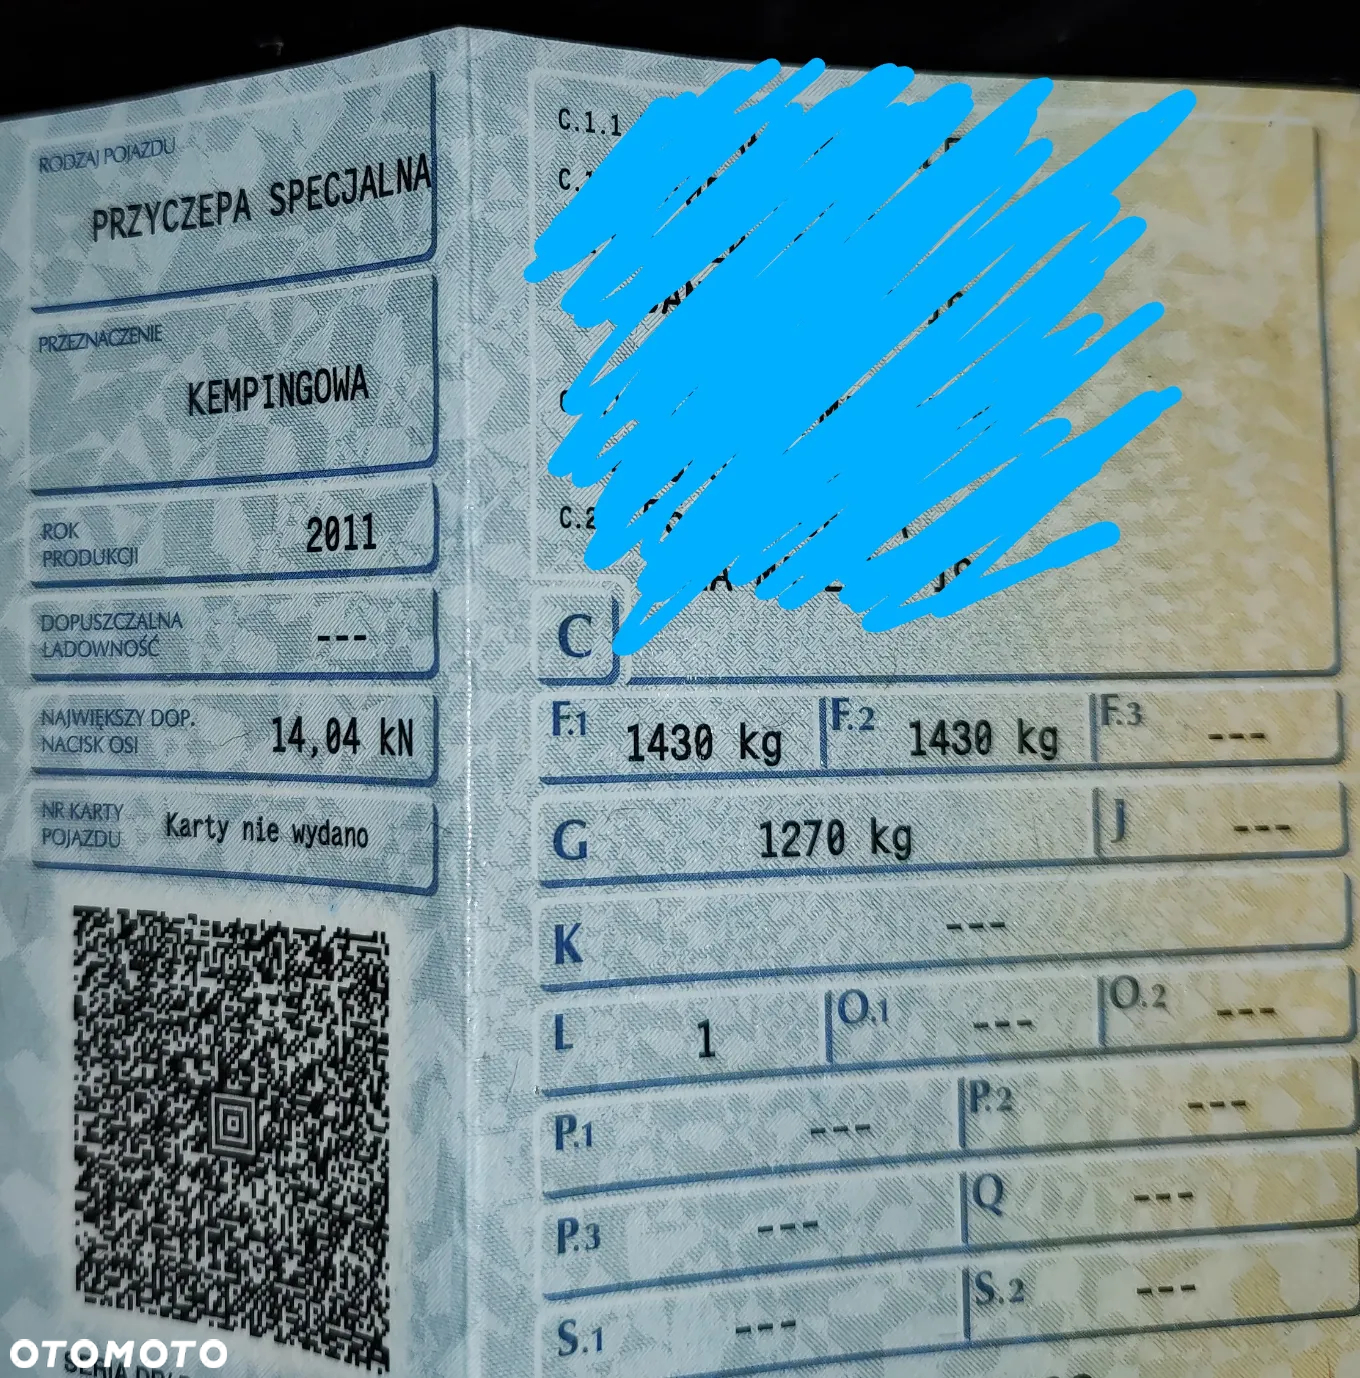 RODZAJ POJAZDU
PRZYCZEPA SPECJALNA
PRZEZNACZENIE
KEMPINGOWA
ROK
PRODUKCJI
2011
DOPUSZCZALNA
ŁADOWNOŚĆ
---
NAJWIĘKSZY DOP.
NACISK OSI
14,04 kN
NR KARTY
POJAZDU
Karty nie wydano
C.1.1
C
F.1 1430 kg F.2 1430 kg F.3 ---
G 1270 kg J ---
K ---
L 1 O.1 --- O.2 ---
P.1 --- P.2 ---
P.3 --- Q ---
S.1 --- S.2 ---
OTOMOTO